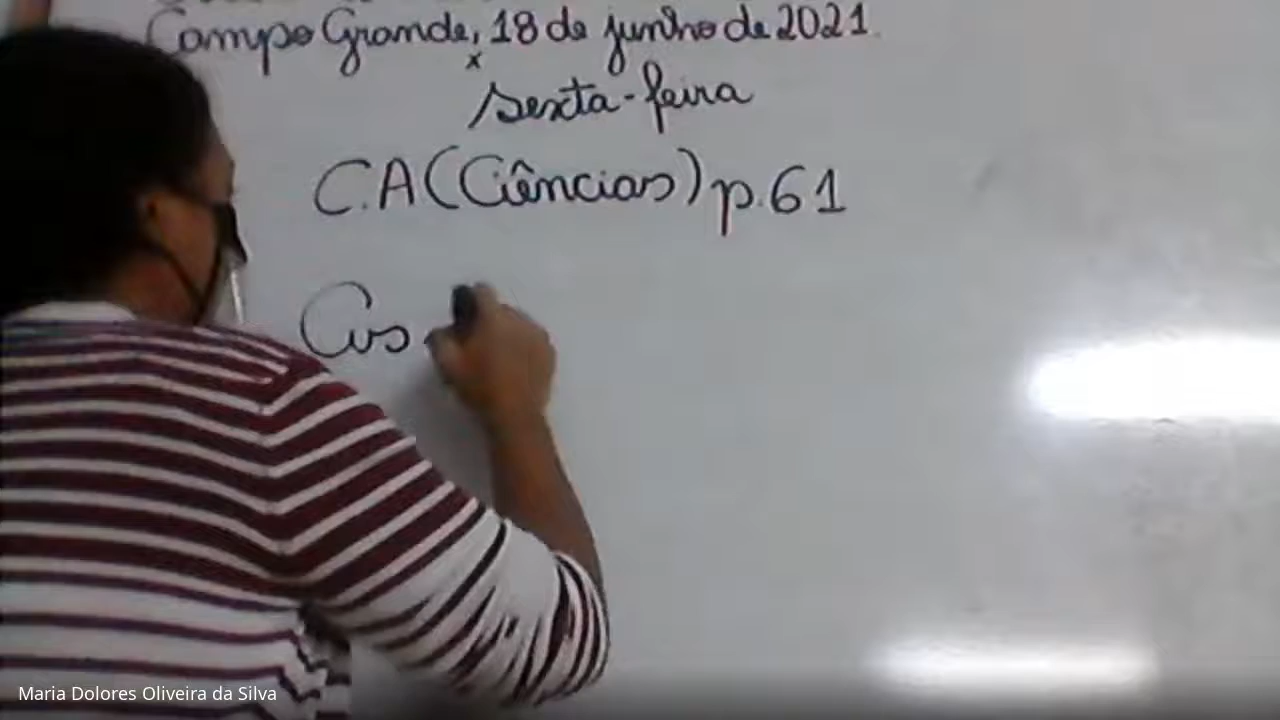 Campo Grande, 18 de junho de 2021.
x
sexta-feira
C.A (Ciências) p.61
Cos
Maria Dolores Oliveira da Silva